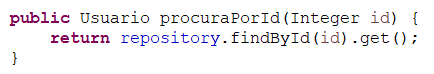 public Usuario procuraPorId(Integer id) {
    return repository.findById(id).get();
}